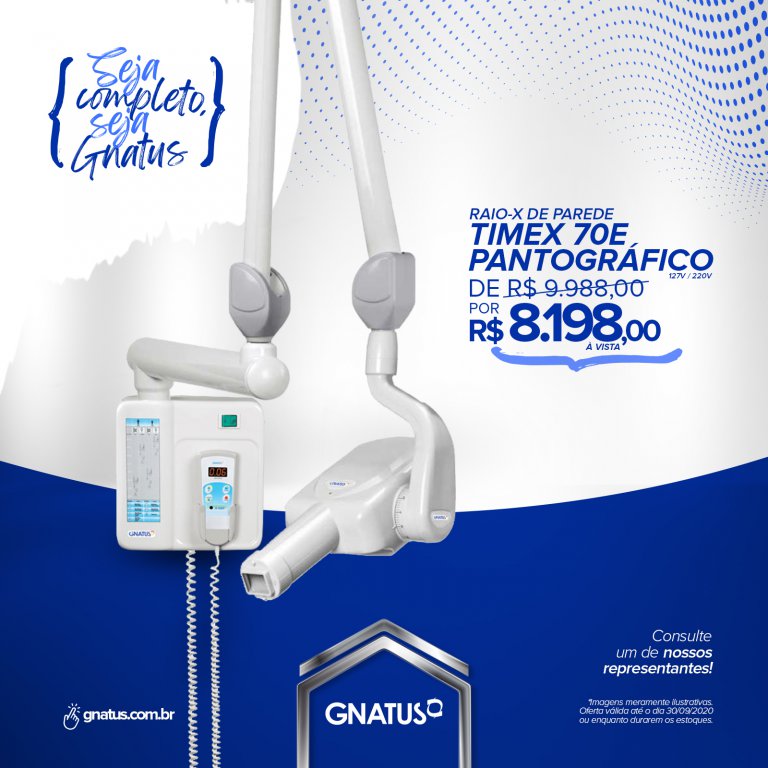 Seja
completo,
seja
Gnatus
RAIO-X DE PAREDE
TIMEX 70E
PANTOGRÁFICO
127V / 220V
DE R$ 9.988,00
POR
R$ 8.198,00
À VISTA
0.06
GNATUS
GNATUS
Consulte
um de nossos
representantes!
gnatus.com.br
GNATUS
*Imagens meramente ilustrativas.
Oferta válida até o dia 30/09/2020
ou enquanto durarem os estoques.